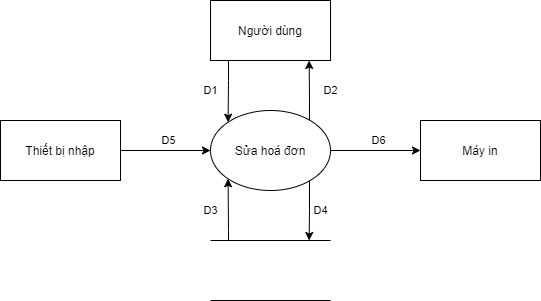 Người dùng
D1
D2
Thiết bị nhập
D5
Sửa hoá đơn
D6
Máy in
D3
D4